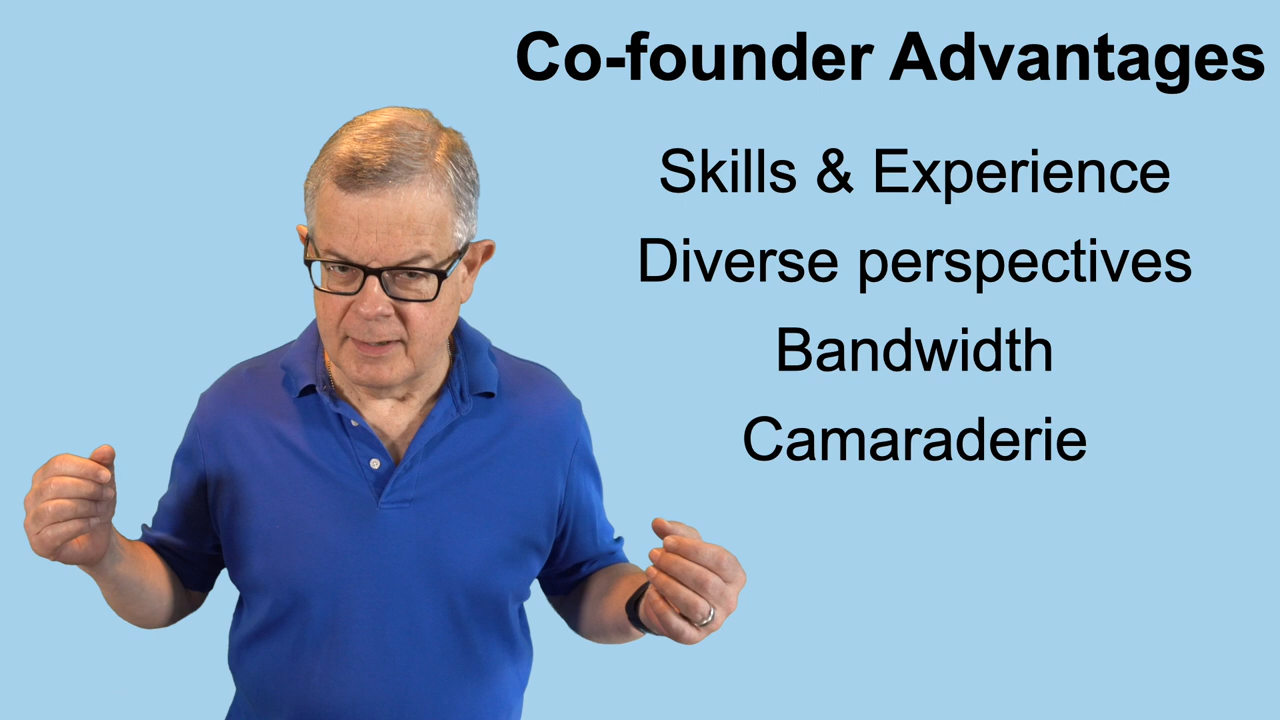 Co-founder Advantages
Skills & Experience
Diverse perspectives
Bandwidth
Camaraderie